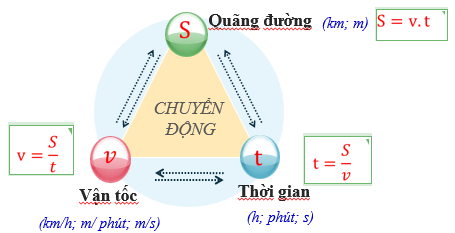 S
Quãng đường
(km; m)
S = v.t
CHUYỂN
ĐỘNG
v = S/t
v
t
t = S/v
Vận tốc
Thời gian
(km/h; m/ phút; m/s)
(h; phút; s)